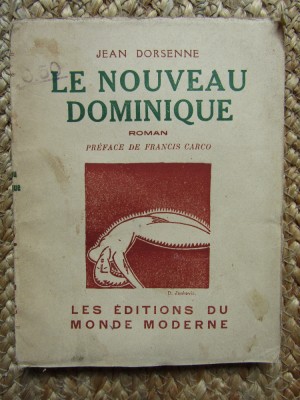 JEAN DORSENNE
LE NOUVEAU
DOMINIQUE
ROMAN
PRÉFACE DE FRANCIS CARCO
LES ÉDITIONS DU
MONDE MODERNE